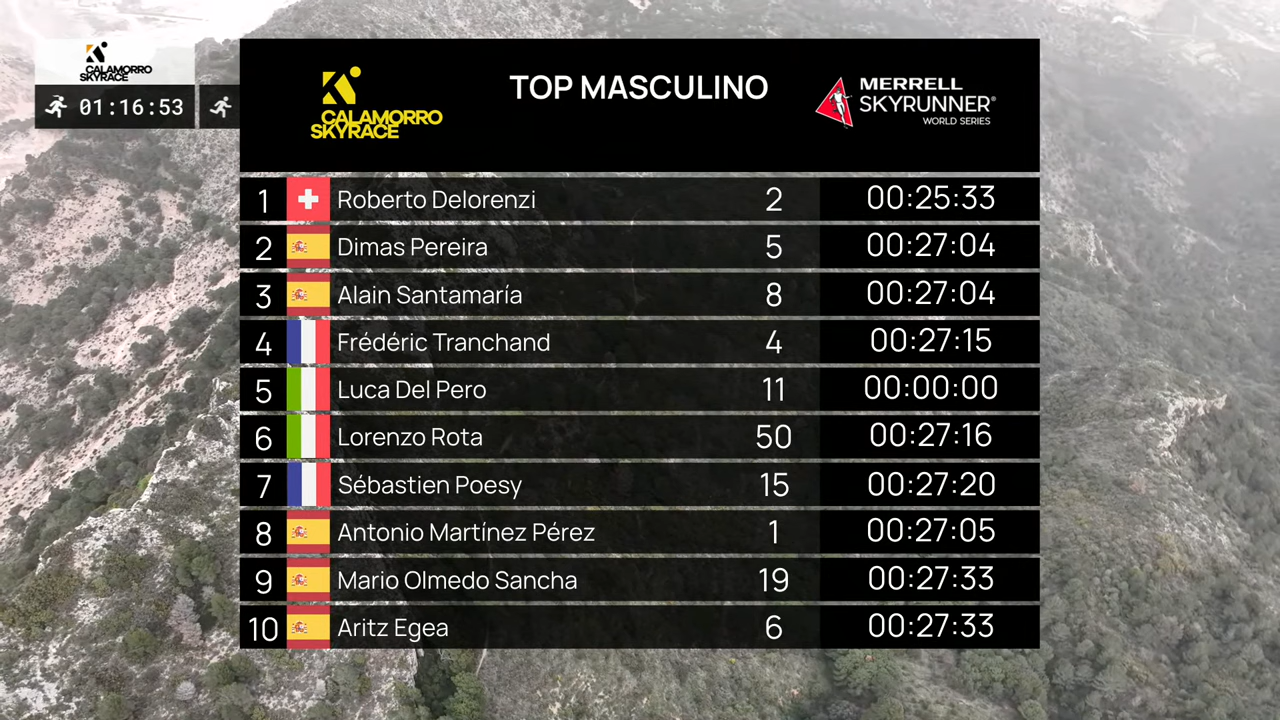 CALAMORRO
SKYRACE
01:16:53
CALAMORRO
SKYRACE
TOP MASCULINO
MERRELL
SKYRUNNER®
WORLD SERIES
1 Roberto Delorenzi 2 00:25:33
2 Dimas Pereira 5 00:27:04
3 Alain Santamaría 8 00:27:04
4 Frédéric Tranchand 4 00:27:15
5 Luca Del Pero 11 00:00:00
6 Lorenzo Rota 50 00:27:16
7 Sébastien Poesy 15 00:27:20
8 Antonio Martínez Pérez 1 00:27:05
9 Mario Olmedo Sancha 19 00:27:33
10 Aritz Egea 6 00:27:33